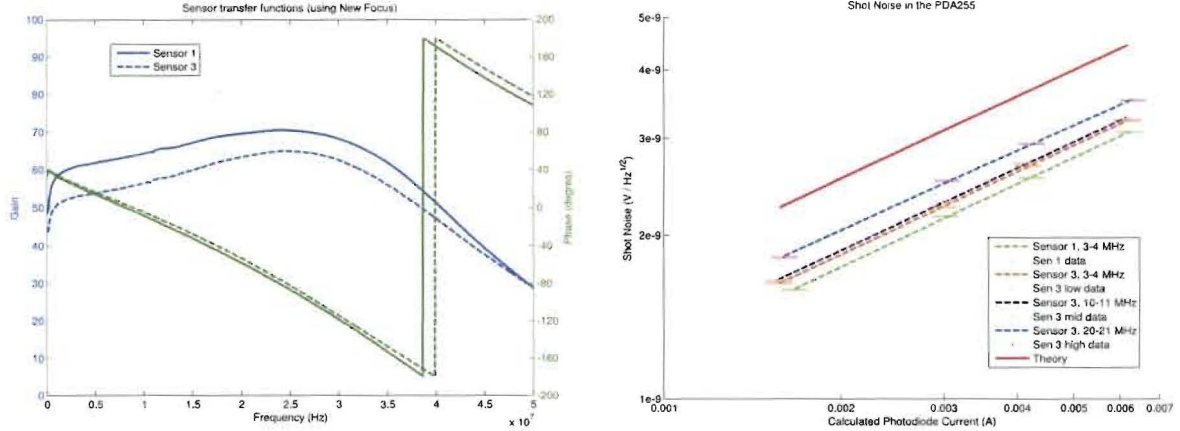 Sensor transfer functions (using New Focus)
100
90
80
70
60
50
40
30
20
10
0
Gain
Sensor 1
Sensor 3
200
160
120
80
40
0
-40
-80
-120
-160
-200
Phase (degrees)
0
0.5
1
1.5
2
2.5
3
3.5
4
4.5
5
x 10^7
Frequency (Hz)
Shot Noise in the PDA255
5e-9
4e-9
3e-9
2e-9
1e-9
Shot Noise (V / Hz^1/2)
Sensor 1, 3-4 MHz
Sen 1 data
Sensor 3, 3-4 MHz
Sen 3 low data
Sensor 3, 10-11 MHz
Sen 3 mid data
Sensor 3, 20-21 MHz
Sen 3 high data
Theory
0.001
0.002
0.003
0.004
0.005
0.006
0.007
Calculated Photodiode Current (A)